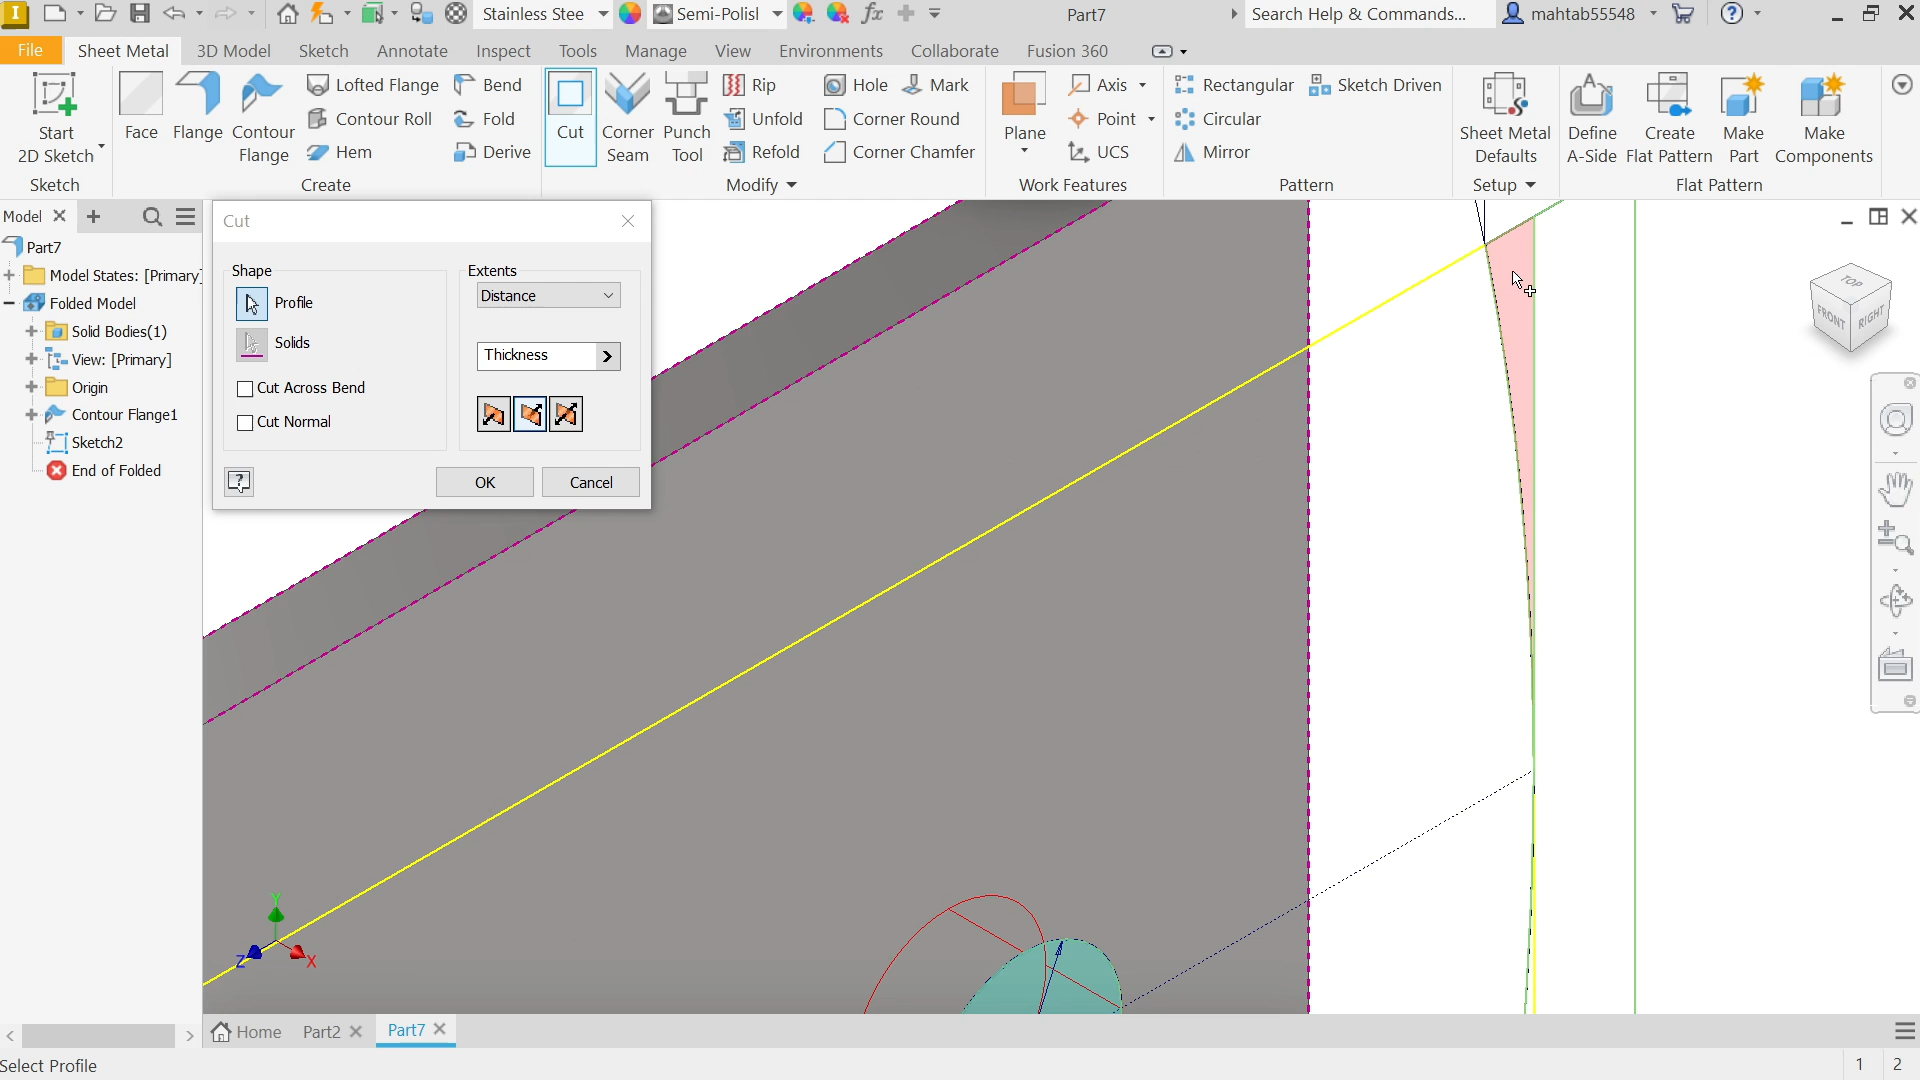 Stainless Stee
Semi-Polisl
fx
Part7
Search Help & Commands...
mahtab55548
File
Sheet Metal
3D Model
Sketch
Annotate
Inspect
Tools
Manage
View
Environments
Collaborate
Fusion 360
Start
2D Sketch
Sketch
Face
Flange
Contour
Flange
Lofted Flange
Contour Roll
Hem
Bend
Fold
Derive
Create
Cut
Corner
Seam
Punch
Tool
Rip
Unfold
Refold
Hole
Mark
Corner Round
Corner Chamfer
Modify
Plane
Axis
Point
UCS
Work Features
Rectangular
Sketch Driven
Circular
Mirror
Pattern
Sheet Metal
Defaults
Setup
Define
A-Side
Create
Flat Pattern
Make
Part
Make
Components
Flat Pattern
Model
Part7
Model States: [Primary]
Folded Model
Solid Bodies(1)
View: [Primary]
Origin
Contour Flange1
Sketch2
End of Folded
Cut
Shape
Profile
Solids
Cut Across Bend
Cut Normal
Extents
Distance
Thickness
OK
Cancel
TOP
FRONT
RIGHT
Y
Z
X
Home
Part2
Part7
Select Profile
1
2